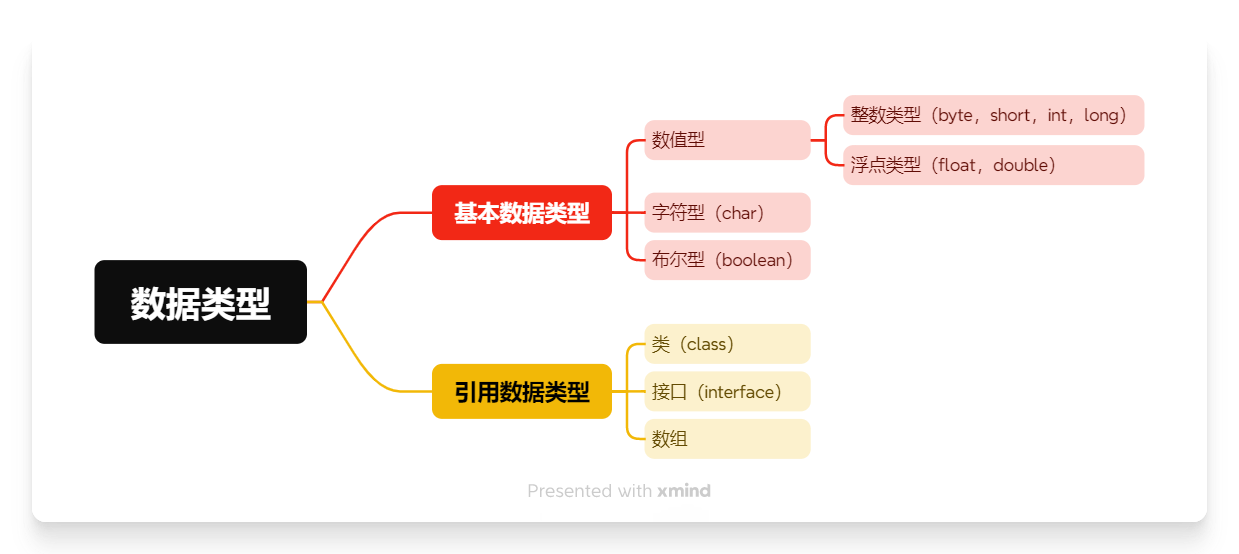 数据类型
基本数据类型
数值型
整数类型（byte，short，int，long）
浮点类型（float，double）
字符型（char）
布尔型（boolean）
引用数据类型
类（class）
接口（interface）
数组
Presented with xmind